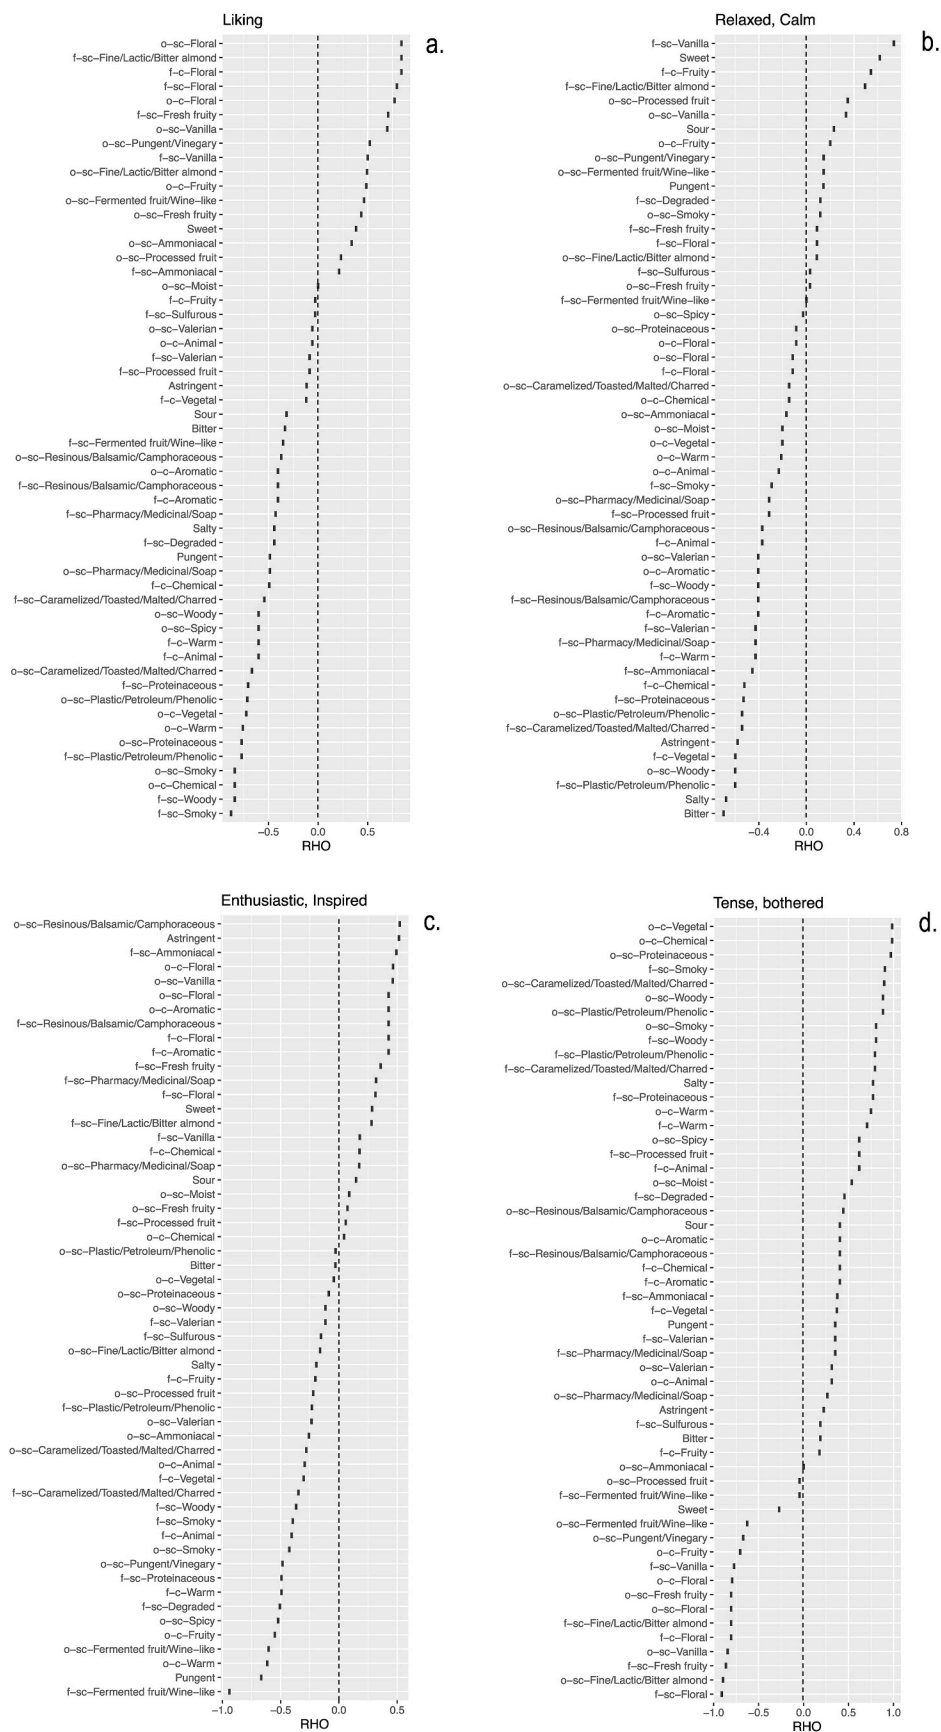 Liking
a.
o-sc-Floral
f-sc-Fine/Lactic/Bitter almond
f-c-Floral
f-sc-Floral
o-c-Floral
f-sc-Fresh fruity
o-sc-Vanilla
o-sc-Pungent/Vinegary
f-sc-Vanilla
o-sc-Fine/Lactic/Bitter almond
o-c-Fruity
o-sc-Fermented fruit/Wine-like
o-sc-Fresh fruity
Sweet
o-sc-Ammoniacal
o-sc-Processed fruit
f-sc-Ammoniacal
o-sc-Moist
f-c-Fruity
f-sc-Sulfurous
o-sc-Valerian
o-c-Animal
f-sc-Valerian
f-sc-Processed fruit
Astringent
f-c-Vegetal
Sour
Bitter
f-sc-Fermented fruit/Wine-like
o-sc-Resinous/Balsamic/Camphoraceous
o-c-Aromatic
f-sc-Resinous/Balsamic/Camphoraceous
f-c-Aromatic
f-sc-Pharmacy/Medicinal/Soap
Salty
f-sc-Degraded
Pungent
o-sc-Pharmacy/Medicinal/Soap
f-c-Chemical
f-sc-Caramelized/Toasted/Malted/Charred
o-sc-Woody
o-sc-Spicy
f-c-Warm
f-c-Animal
o-sc-Caramelized/Toasted/Malted/Charred
f-sc-Proteinaceous
o-sc-Plastic/Petroleum/Phenolic
o-c-Vegetal
o-c-Warm
o-sc-Proteinaceous
f-sc-Plastic/Petroleum/Phenolic
o-sc-Smoky
o-c-Chemical
f-sc-Woody
f-sc-Smoky
-0.5 0.0 0.5
RHO
Relaxed, Calm
b.
f-sc-Vanilla
Sweet
f-c-Fruity
f-sc-Fine/Lactic/Bitter almond
o-sc-Processed fruit
o-sc-Vanilla
Sour
o-c-Fruity
o-sc-Pungent/Vinegary
o-sc-Fermented fruit/Wine-like
Pungent
f-sc-Degraded
o-sc-Smoky
f-sc-Fresh fruity
f-sc-Floral
o-sc-Fine/Lactic/Bitter almond
f-sc-Sulfurous
o-sc-Fresh fruity
f-sc-Fermented fruit/Wine-like
o-sc-Spicy
o-sc-Proteinaceous
o-c-Floral
o-sc-Floral
f-c-Floral
o-sc-Caramelized/Toasted/Malted/Charred
o-c-Chemical
o-sc-Ammoniacal
o-sc-Moist
o-c-Vegetal
o-c-Warm
o-c-Animal
f-sc-Smoky
o-sc-Pharmacy/Medicinal/Soap
f-sc-Processed fruit
o-sc-Resinous/Balsamic/Camphoraceous
f-c-Animal
o-sc-Valerian
o-c-Aromatic
f-sc-Woody
f-sc-Resinous/Balsamic/Camphoraceous
f-c-Aromatic
f-sc-Valerian
f-sc-Pharmacy/Medicinal/Soap
f-c-Warm
f-sc-Ammoniacal
f-c-Chemical
f-sc-Proteinaceous
o-sc-Plastic/Petroleum/Phenolic
f-sc-Caramelized/Toasted/Malted/Charred
Astringent
f-c-Vegetal
o-sc-Woody
f-sc-Plastic/Petroleum/Phenolic
Salty
Bitter
-0.4 0.0 0.4 0.8
RHO
Enthusiastic, Inspired
c.
o-sc-Resinous/Balsamic/Camphoraceous
Astringent
f-sc-Ammoniacal
o-c-Floral
o-sc-Vanilla
o-sc-Floral
o-c-Aromatic
f-sc-Resinous/Balsamic/Camphoraceous
f-c-Floral
f-c-Aromatic
f-sc-Fresh fruity
f-sc-Pharmacy/Medicinal/Soap
f-sc-Floral
Sweet
f-sc-Fine/Lactic/Bitter almond
f-sc-Vanilla
f-c-Chemical
o-sc-Pharmacy/Medicinal/Soap
Sour
o-sc-Moist
o-sc-Fresh fruity
f-sc-Processed fruit
o-c-Chemical
o-sc-Plastic/Petroleum/Phenolic
Bitter
o-c-Vegetal
o-sc-Proteinaceous
o-sc-Woody
f-sc-Valerian
f-sc-Sulfurous
o-sc-Fine/Lactic/Bitter almond
Salty
f-c-Fruity
o-sc-Processed fruit
f-sc-Plastic/Petroleum/Phenolic
o-sc-Valerian
o-sc-Ammoniacal
o-sc-Caramelized/Toasted/Malted/Charred
o-c-Animal
f-c-Vegetal
f-sc-Caramelized/Toasted/Malted/Charred
f-sc-Woody
f-sc-Smoky
f-c-Animal
o-sc-Smoky
o-sc-Pungent/Vinegary
f-sc-Proteinaceous
f-c-Warm
f-sc-Degraded
o-sc-Spicy
o-c-Fruity
o-sc-Fermented fruit/Wine-like
o-c-Warm
Pungent
f-sc-Fermented fruit/Wine-like
-1.0 -0.5 0.0 0.5
RHO
Tense, bothered
d.
o-c-Vegetal
o-c-Chemical
o-sc-Proteinaceous
f-sc-Smoky
o-sc-Caramelized/Toasted/Malted/Charred
o-sc-Woody
o-sc-Plastic/Petroleum/Phenolic
o-sc-Smoky
f-sc-Woody
f-sc-Plastic/Petroleum/Phenolic
f-sc-Caramelized/Toasted/Malted/Charred
Salty
f-sc-Proteinaceous
o-c-Warm
f-c-Warm
o-sc-Spicy
f-sc-Processed fruit
f-c-Animal
o-sc-Moist
f-sc-Degraded
o-sc-Resinous/Balsamic/Camphoraceous
Sour
o-c-Aromatic
f-sc-Resinous/Balsamic/Camphoraceous
f-c-Chemical
f-c-Aromatic
f-sc-Ammoniacal
f-c-Vegetal
Pungent
f-sc-Valerian
f-sc-Pharmacy/Medicinal/Soap
o-sc-Valerian
o-c-Animal
o-sc-Pharmacy/Medicinal/Soap
Astringent
f-sc-Sulfurous
Bitter
f-c-Fruity
o-sc-Ammoniacal
o-sc-Processed fruit
f-sc-Fermented fruit/Wine-like
Sweet
o-sc-Fermented fruit/Wine-like
o-sc-Pungent/Vinegary
o-c-Fruity
f-sc-Vanilla
o-c-Floral
o-sc-Fresh fruity
o-sc-Floral
f-sc-Fine/Lactic/Bitter almond
f-c-Floral
o-sc-Vanilla
f-sc-Fresh fruity
o-sc-Fine/Lactic/Bitter almond
f-sc-Floral
-1.0 -0.5 0.0 0.5 1.0
RHO